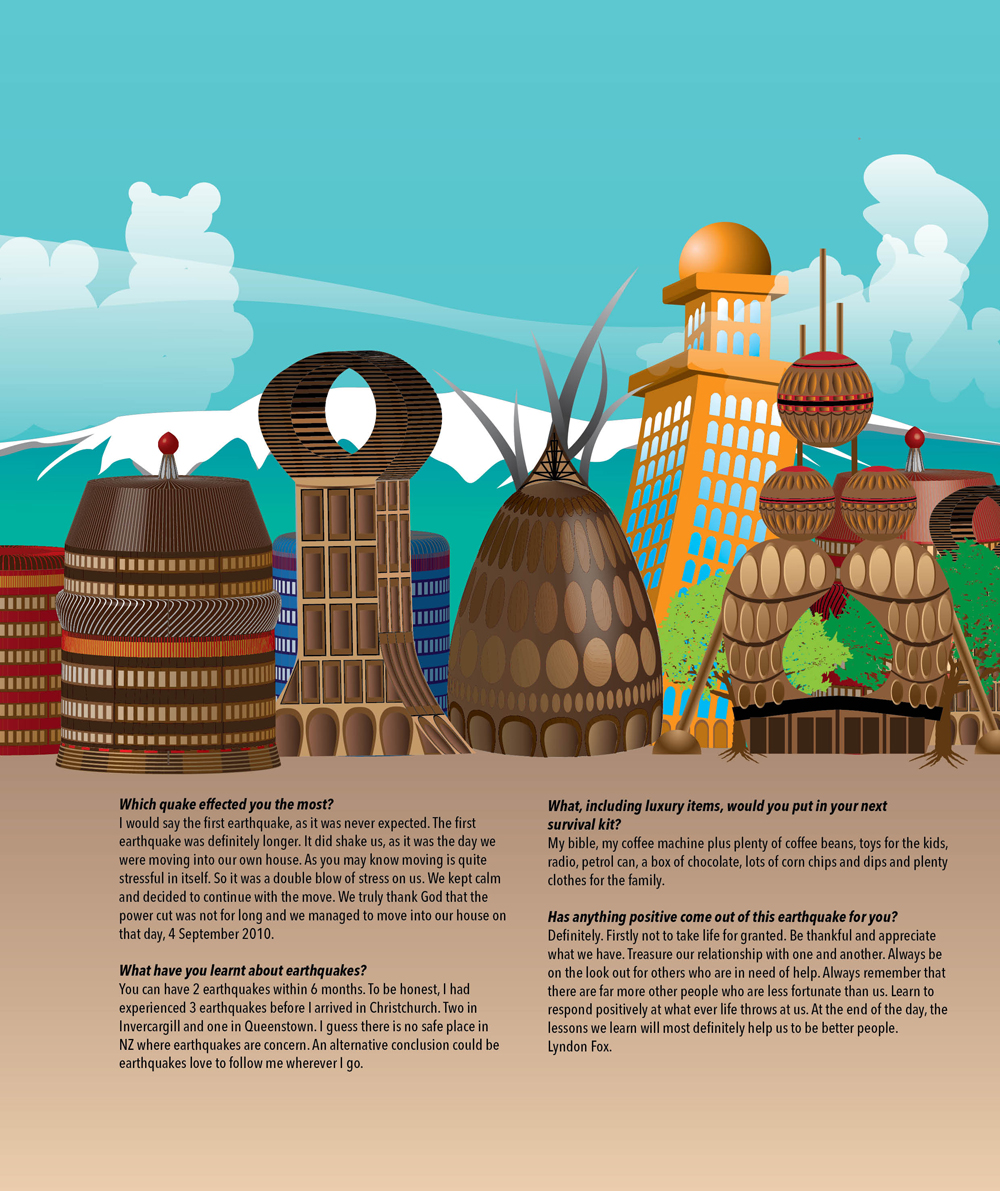 Which quake effected you the most?
I would say the first earthquake, as it was never expected. The first
earthquake was definitely longer. It did shake us, as it was the day we
were moving into our own house. As you may know moving is quite
stressful in itself. So it was a double blow of stress on us. We kept calm
and decided to continue with the move. We truly thank God that the
power cut was not for long and we managed to move into our house on
that day, 4 September 2010.
What have you learnt about earthquakes?
You can have 2 earthquakes within 6 months. To be honest, I had
experienced 3 earthquakes before I arrived in Christchurch. Two in
Invercargill and one in Queenstown. I guess there is no safe place in
NZ where earthquakes are concern. An alternative conclusion could be
earthquakes love to follow me wherever I go.
What, including luxury items, would you put in your next
survival kit?
My bible, my coffee machine plus plenty of coffee beans, toys for the kids,
radio, petrol can, a box of chocolate, lots of corn chips and dips and plenty
clothes for the family.
Has anything positive come out of this earthquake for you?
Definitely. Firstly not to take life for granted. Be thankful and appreciate
what we have. Treasure our relationship with one and another. Always be
on the look out for others who are in need of help. Always remember that
there are far more other people who are less fortunate than us. Learn to
respond positively at what ever life throws at us. At the end of the day, the
lessons we learn will most definitely help us to be better people.
Lyndon Fox.